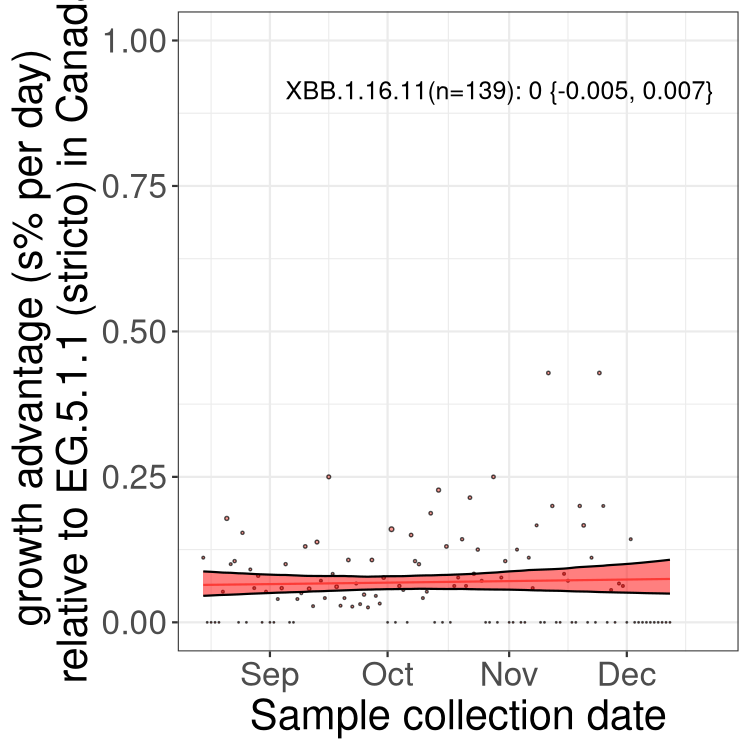 growth advantage (s% per day)
relative to EG.5.1.1 (stricto) in Canada
1.00
0.75
0.50
0.25
0.00
XBB.1.16.11(n=139): 0 {-0.005, 0.007}
Sep Oct Nov Dec
Sample collection date